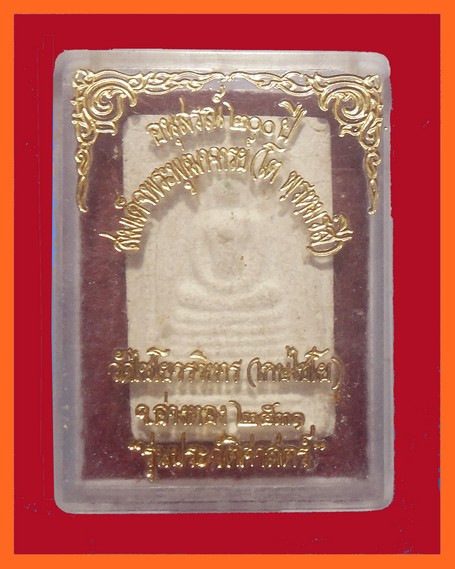 อนุสรณ์ ๒๐๐ ปี
สมเด็จพระพุฒาจารย์ (โต พฺรหฺมรํสี)
วัดไชโยวรวิหาร (เกษไชโย)
จ.อ่างทอง ๒๕๓๑
"รุ่นประวัติศาสตร์"